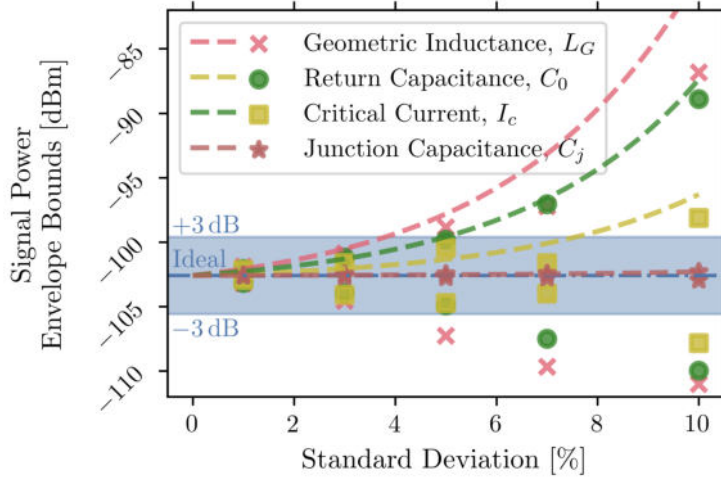 Signal Power
Envelope Bounds [dBm]
−85
−90
−95
−100
−105
−110
Geometric Inductance, L_G
Return Capacitance, C_0
Critical Current, I_c
Junction Capacitance, C_j
+3 dB
Ideal
−3 dB
0 2 4 6 8 10
Standard Deviation [%]